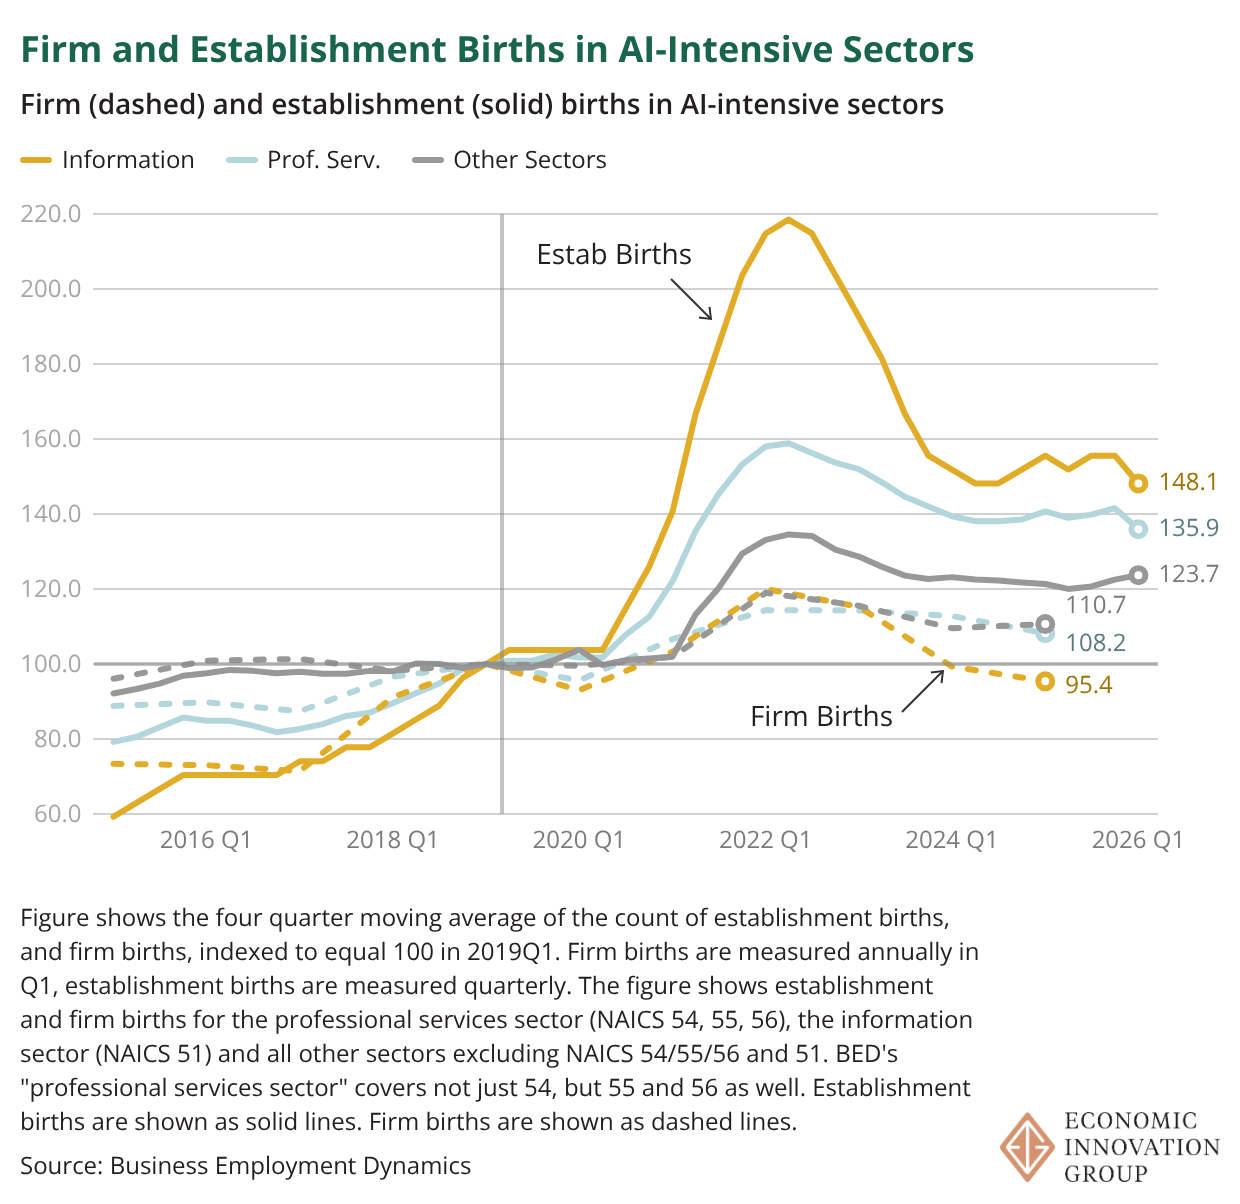 Firm and Establishment Births in AI-Intensive Sectors
Firm (dashed) and establishment (solid) births in AI-intensive sectors
Information Prof. Serv. Other Sectors
220.0
200.0
180.0
160.0
140.0
120.0
100.0
80.0
60.0
Estab Births
Firm Births
148.1
135.9
123.7
110.7
108.2
95.4
2016 Q1 2018 Q1 2020 Q1 2022 Q1 2024 Q1 2026 Q1
Figure shows the four quarter moving average of the count of establishment births,
and firm births, indexed to equal 100 in 2019Q1. Firm births are measured annually in
Q1, establishment births are measured quarterly. The figure shows establishment
and firm births for the professional services sector (NAICS 54, 55, 56), the information
sector (NAICS 51) and all other sectors excluding NAICS 54/55/56 and 51. BED's
"professional services sector" covers not just 54, but 55 and 56 as well. Establishment
births are shown as solid lines. Firm births are shown as dashed lines.
Source: Business Employment Dynamics
ECONOMIC
INNOVATION
GROUP